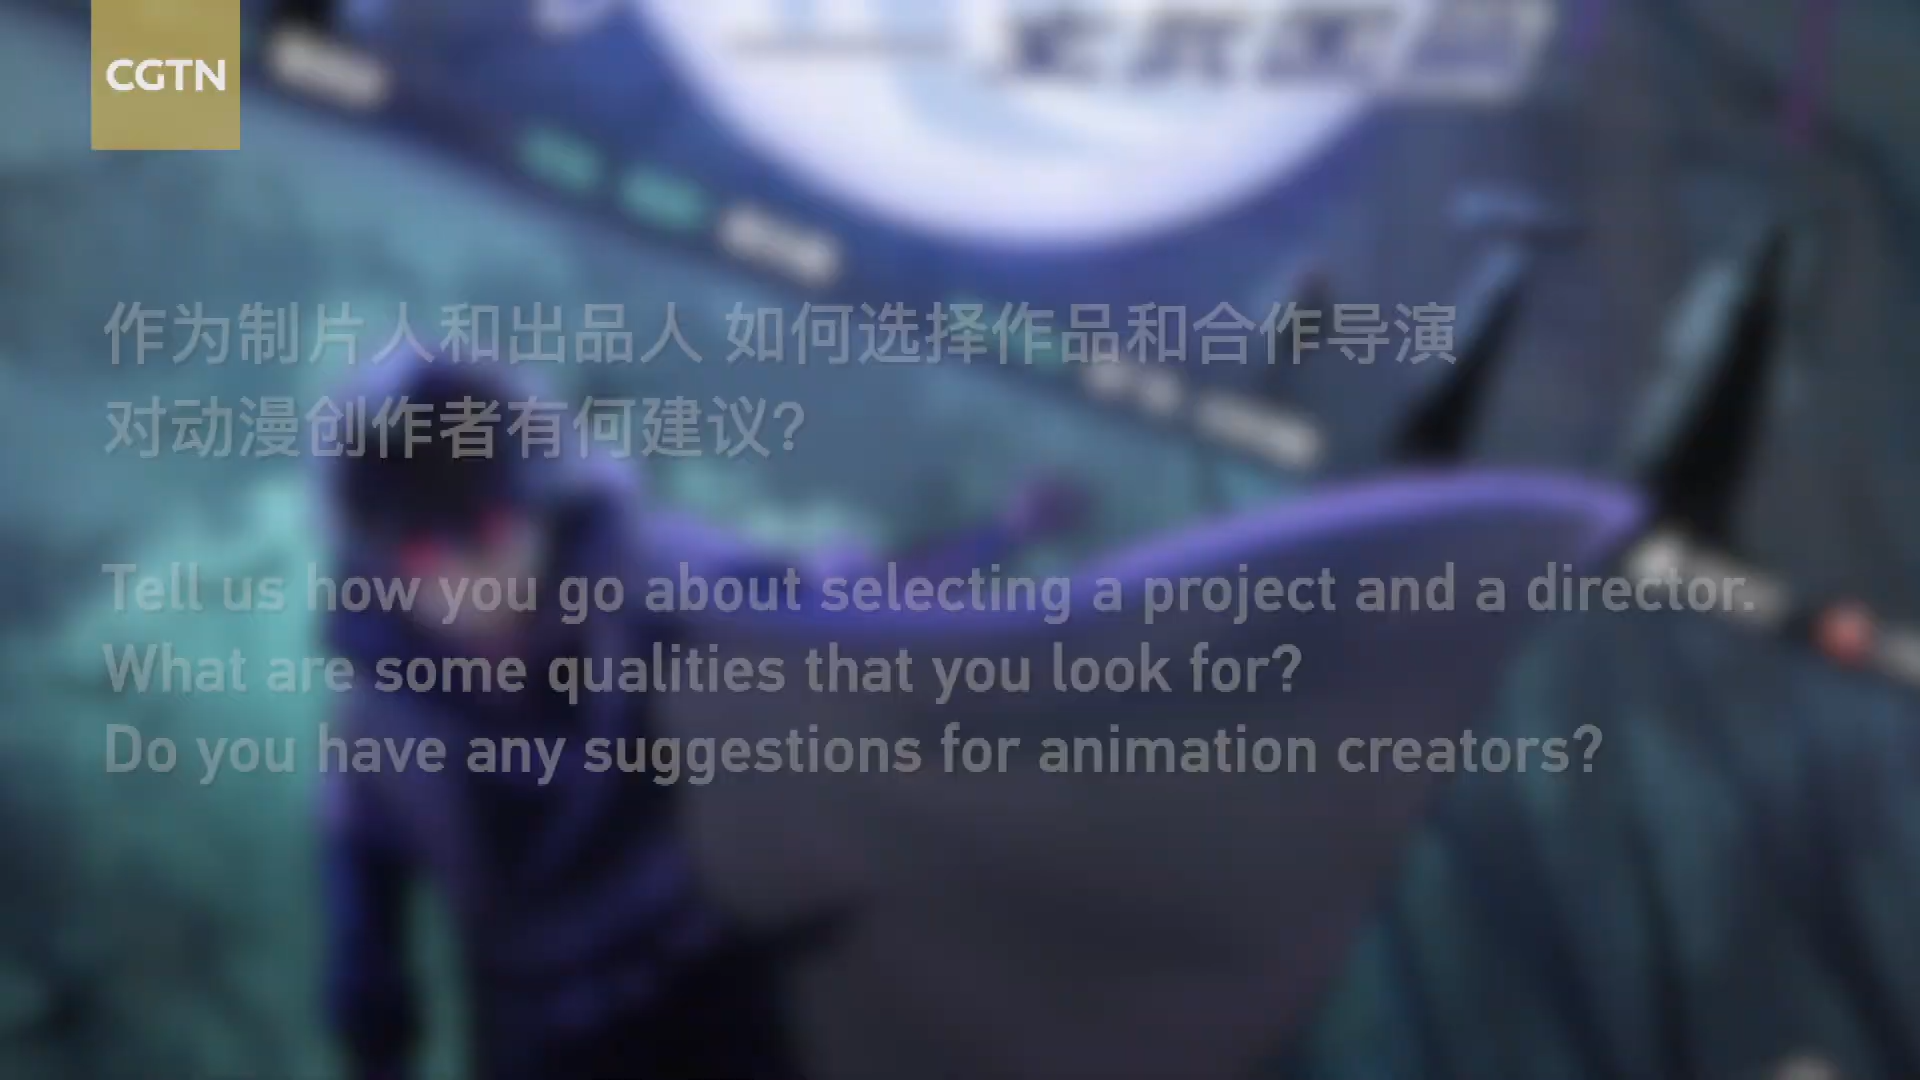 CGTN
作为制片人和出品人 如何选择作品和合作导演
对动漫创作者有何建议?
Tell us how you go about selecting a project and a director.
What are some qualities that you look for?
Do you have any suggestions for animation creators?